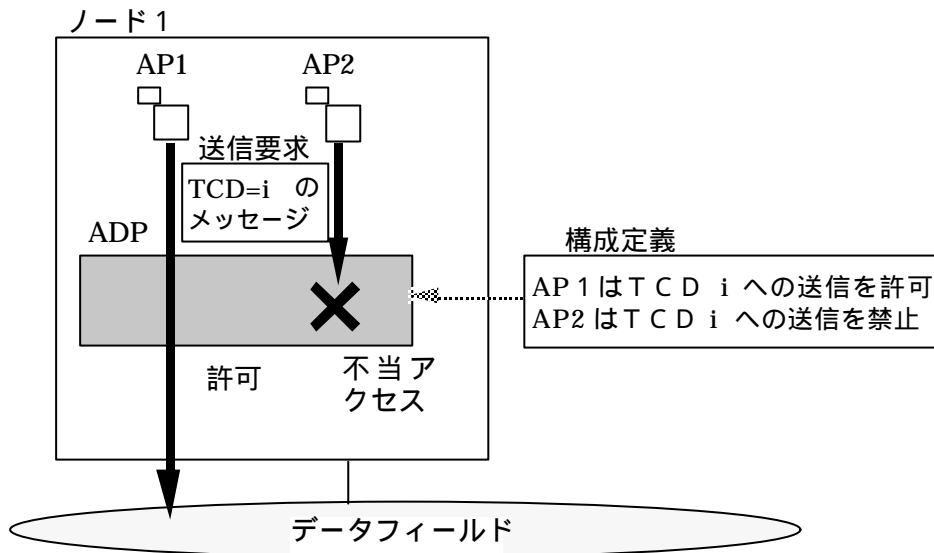 ノード1
AP1
AP2
送信要求
TCD=i の
メッセージ
ADP
構成定義
AP1はTCD i への送信を許可
AP2はTCD i への送信を禁止
許可
不当ア
クセス
データフィールド